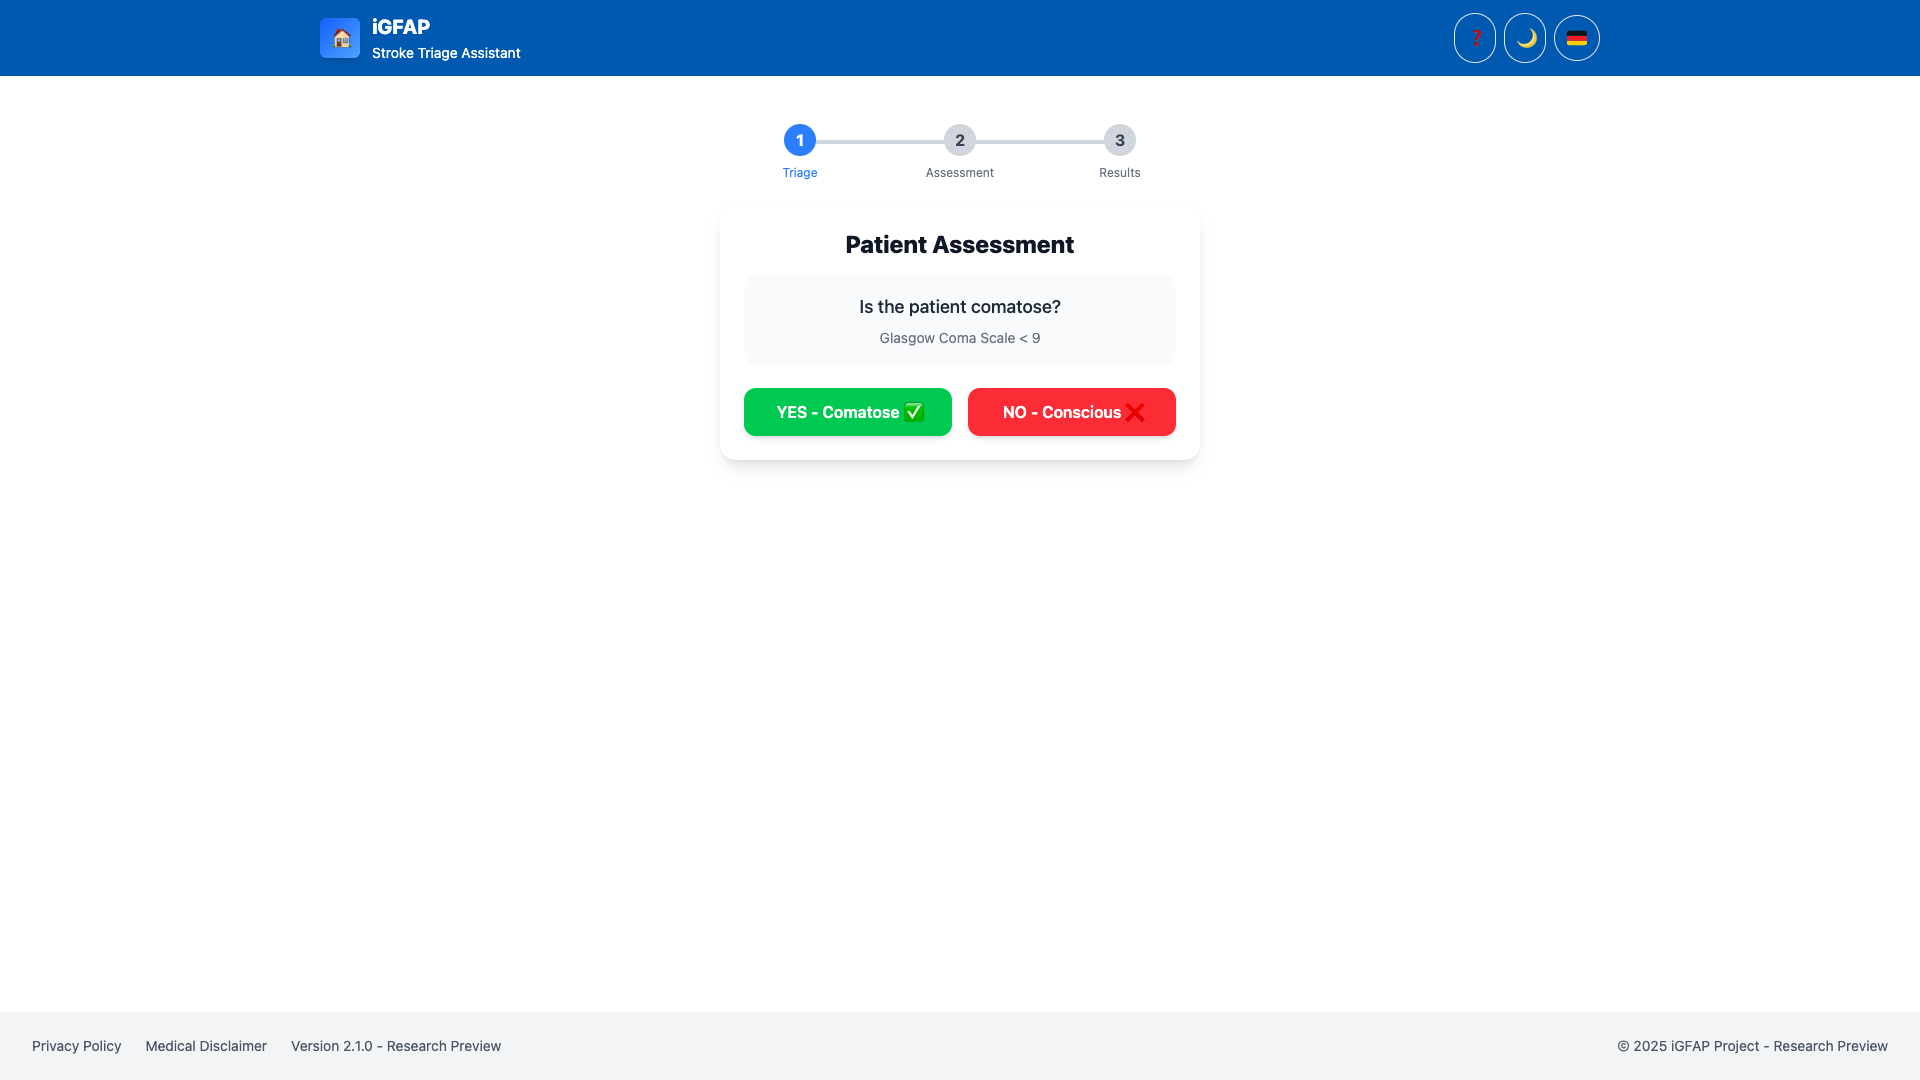 iGFAP
Stroke Triage Assistant
1
2
3
Triage
Assessment
Results
Patient Assessment
Is the patient comatose?
Glasgow Coma Scale < 9
YES - Comatose ✅
NO - Conscious ❌
Privacy Policy
Medical Disclaimer
Version 2.1.0 - Research Preview
© 2025 iGFAP Project - Research Preview